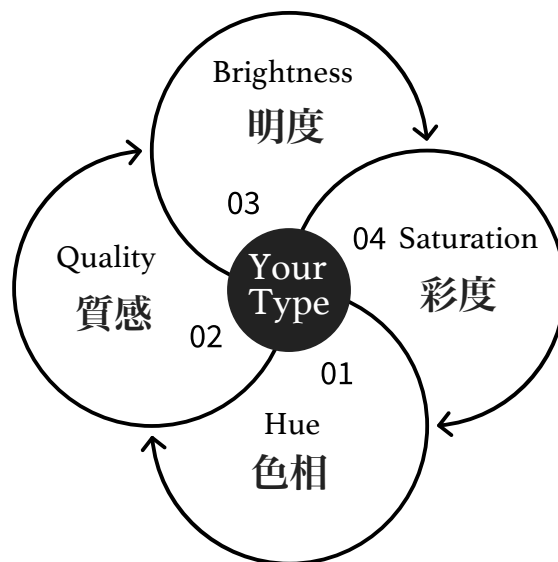 Brightness
明度
03
04 Saturation
彩度
Quality
質感
02
Your
Type
01
Hue
色相